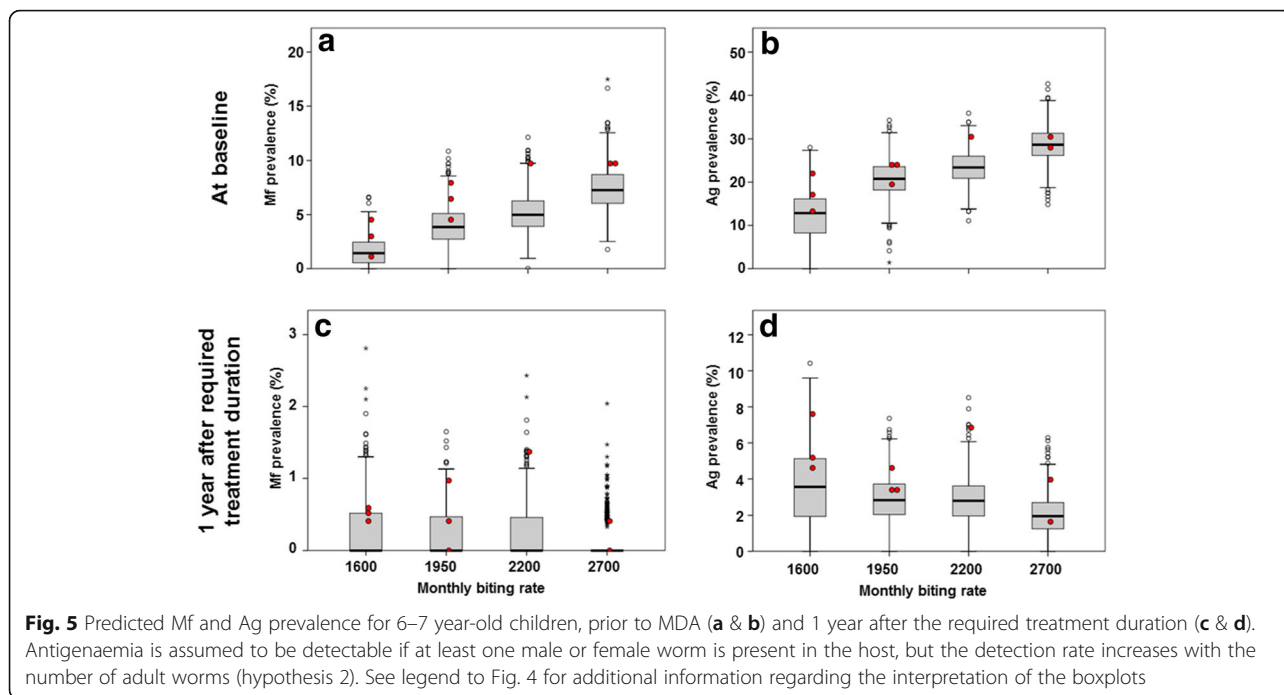 a
b
At baseline
Mf prevalence (%)
20
15
10
5
0
Ag prevalence (%)
50
40
30
20
10
0
c
d
1 year after required
treatment duration
Mf prevalence (%)
3
2
1
0
Ag prevalence (%)
12
10
8
6
4
2
0
1600 1950 2200 2700
Monthly biting rate
1600 1950 2200 2700
Monthly biting rate
Fig. 5 Predicted Mf and Ag prevalence for 6–7 year-old children, prior to MDA (a & b) and 1 year after the required treatment duration (c & d).
Antigenaemia is assumed to be detectable if at least one male or female worm is present in the host, but the detection rate increases with the
number of adult worms (hypothesis 2). See legend to Fig. 4 for additional information regarding the interpretation of the boxplots